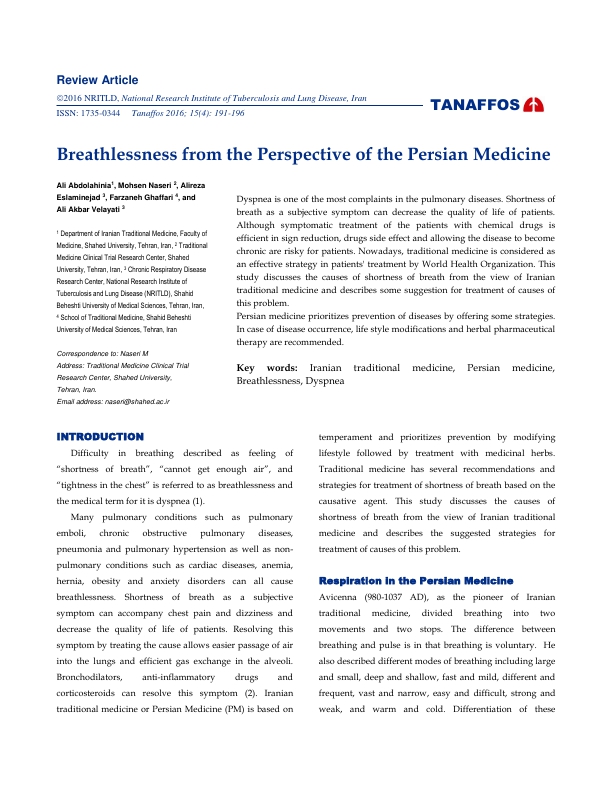 Review Article
©2016 NRITLD, National Research Institute of Tuberculosis and Lung Disease, Iran
ISSN: 1735-0344 Tanaffos 2016; 15(4): 191-196
TANAFFOS
Breathlessness from the Perspective of the Persian Medicine
Ali Abdolahinia¹, Mohsen Naseri ², Alireza
Eslaminejad ³, Farzaneh Ghaffari ⁴, and
Ali Akbar Velayati ³
¹ Department of Iranian Traditional Medicine, Faculty of
Medicine, Shahed University, Tehran, Iran, ² Traditional
Medicine Clinical Trial Research Center, Shahed
University, Tehran, Iran, ³ Chronic Respiratory Disease
Research Center, National Research Institute of
Tuberculosis and Lung Disease (NRITLD), Shahid
Beheshti University of Medical Sciences, Tehran, Iran,
⁴ School of Traditional Medicine, Shahid Beheshti
University of Medical Sciences, Tehran, Iran
Correspondence to: Naseri M
Address: Traditional Medicine Clinical Trial
Research Center, Shahed University,
Tehran, Iran.
Email address: naseri@shahed.ac.ir
Dyspnea is one of the most complaints in the pulmonary diseases. Shortness of
breath as a subjective symptom can decrease the quality of life of patients.
Although symptomatic treatment of the patients with chemical drugs is
efficient in sign reduction, drugs side effect and allowing the disease to become
chronic are risky for patients. Nowadays, traditional medicine is considered as
an effective strategy in patients' treatment by World Health Organization. This
study discusses the causes of shortness of breath from the view of Iranian
traditional medicine and describes some suggestion for treatment of causes of
this problem.
Persian medicine prioritizes prevention of diseases by offering some strategies.
In case of disease occurrence, life style modifications and herbal pharmaceutical
therapy are recommended.
Key words: Iranian traditional medicine, Persian medicine,
Breathlessness, Dyspnea
INTRODUCTION
Difficulty in breathing described as feeling of
“shortness of breath”, “cannot get enough air”, and
“tightness in the chest” is referred to as breathlessness and
the medical term for it is dyspnea (1).
Many pulmonary conditions such as pulmonary
emboli, chronic obstructive pulmonary diseases,
pneumonia and pulmonary hypertension as well as non-
pulmonary conditions such as cardiac diseases, anemia,
hernia, obesity and anxiety disorders can all cause
breathlessness. Shortness of breath as a subjective
symptom can accompany chest pain and dizziness and
decrease the quality of life of patients. Resolving this
symptom by treating the cause allows easier passage of air
into the lungs and efficient gas exchange in the alveoli.
Bronchodilators, anti-inflammatory drugs and
corticosteroids can resolve this symptom (2). Iranian
traditional medicine or Persian Medicine (PM) is based on
temperament and prioritizes prevention by modifying
lifestyle followed by treatment with medicinal herbs.
Traditional medicine has several recommendations and
strategies for treatment of shortness of breath based on the
causative agent. This study discusses the causes of
shortness of breath from the view of Iranian traditional
medicine and describes the suggested strategies for
treatment of causes of this problem.
Respiration in the Persian Medicine
Avicenna (980-1037 AD), as the pioneer of Iranian
traditional medicine, divided breathing into two
movements and two stops. The difference between
breathing and pulse is in that breathing is voluntary. He
also described different modes of breathing including large
and small, deep and shallow, fast and mild, different and
frequent, vast and narrow, easy and difficult, strong and
weak, and warm and cold. Differentiation of these